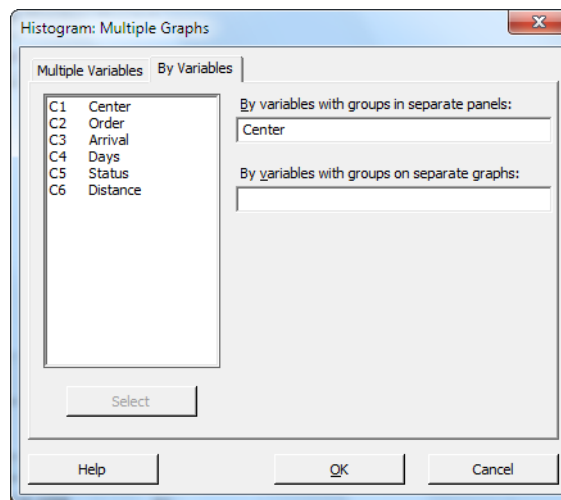 Histogram: Multiple Graphs
Multiple Variables By Variables
C1 Center
C2 Order
C3 Arrival
C4 Days
C5 Status
C6 Distance
By variables with groups in separate panels:
Center
By variables with groups on separate graphs:
Select
Help OK Cancel